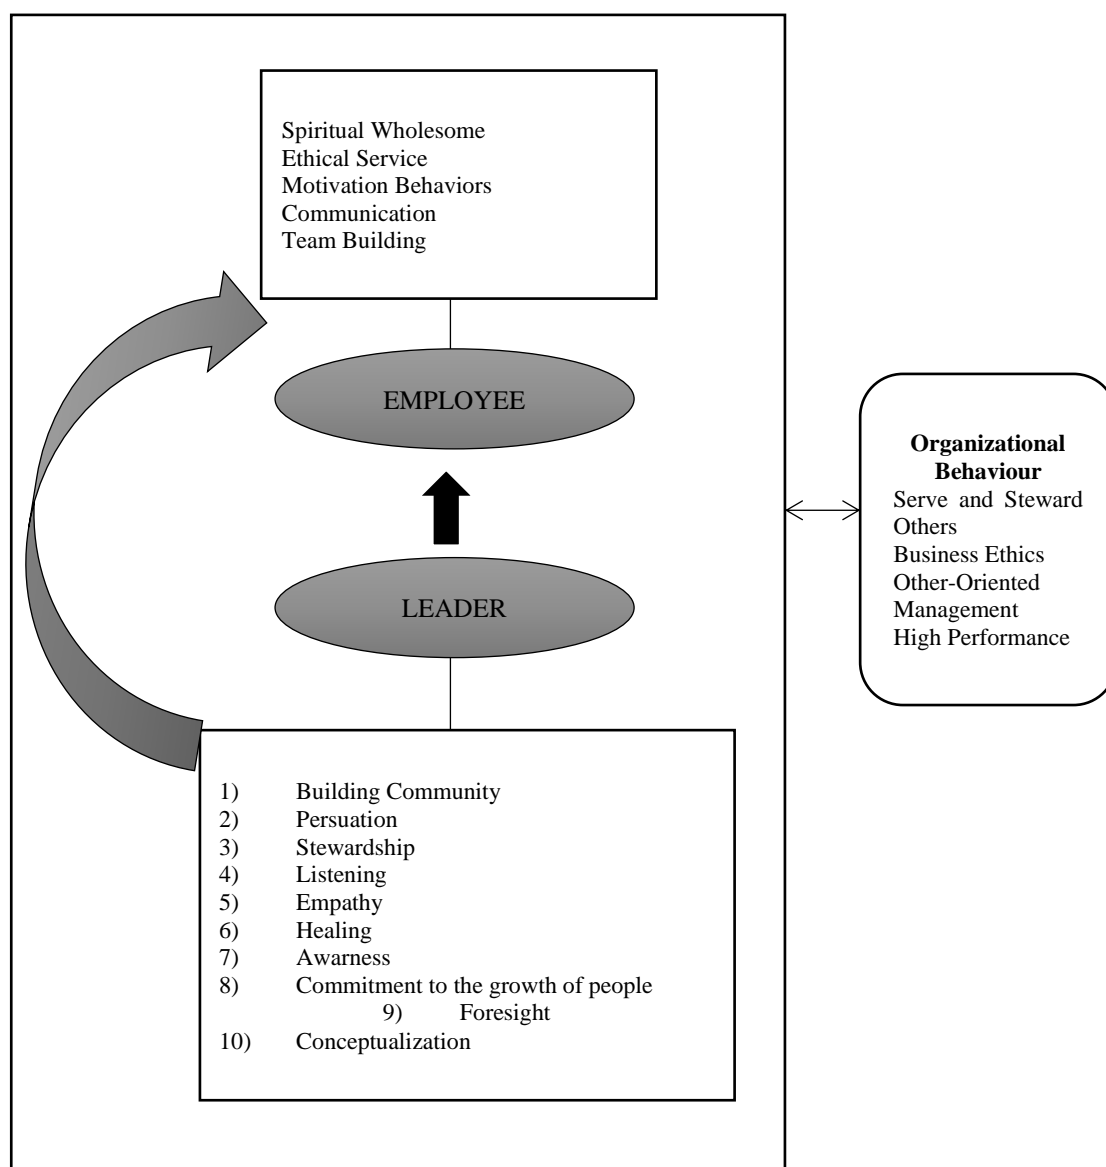 Spiritual Wholesome
Ethical Service
Motivation Behaviors
Communication
Team Building
EMPLOYEE
LEADER
1) Building Community
2) Persuation
3) Stewardship
4) Listening
5) Empathy
6) Healing
7) Awarness
8) Commitment to the growth of people
9) Foresight
10) Conceptualization
Organizational
Behaviour
Serve and Steward
Others
Business Ethics
Other-Oriented
Management
High Performance